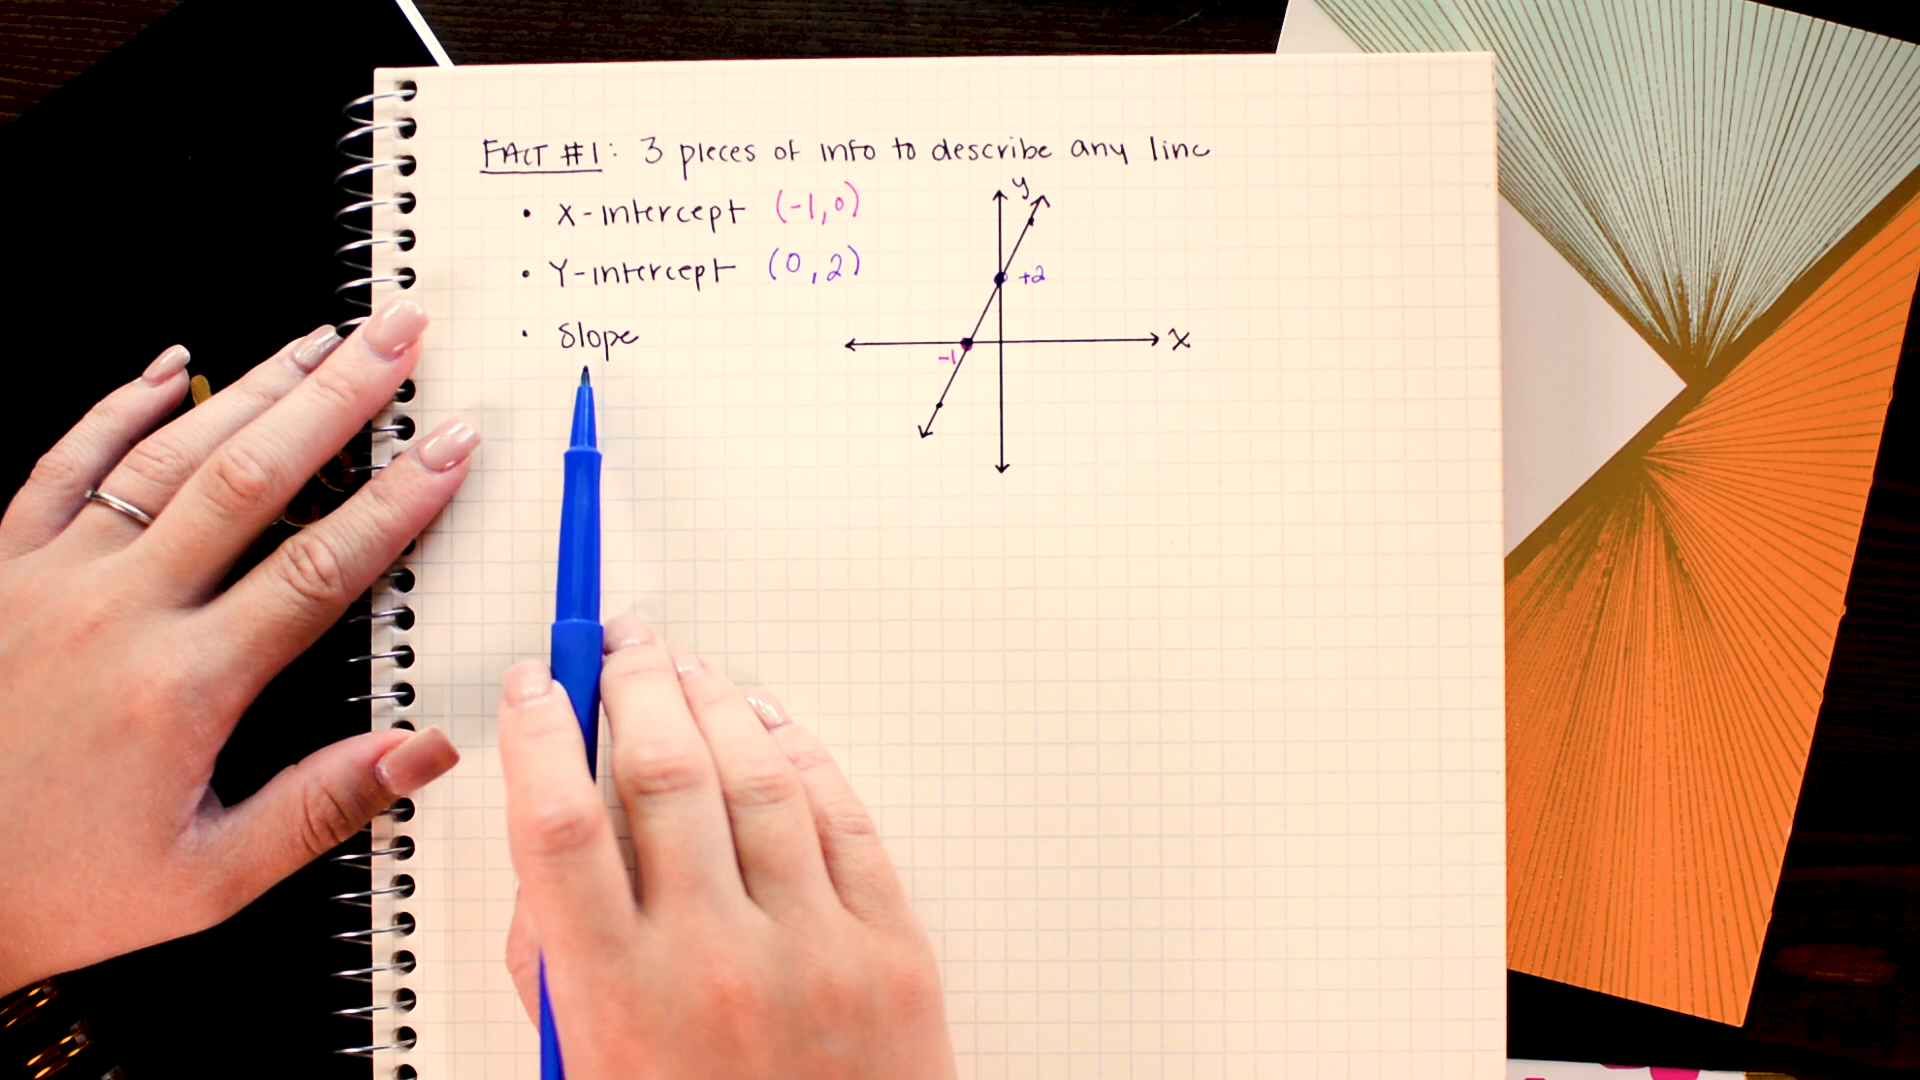 FACT #1: 3 pieces of info to describe any line
• X-intercept (-1,0)
• Y-intercept (0,2)
• Slope
y
+2
X
-1